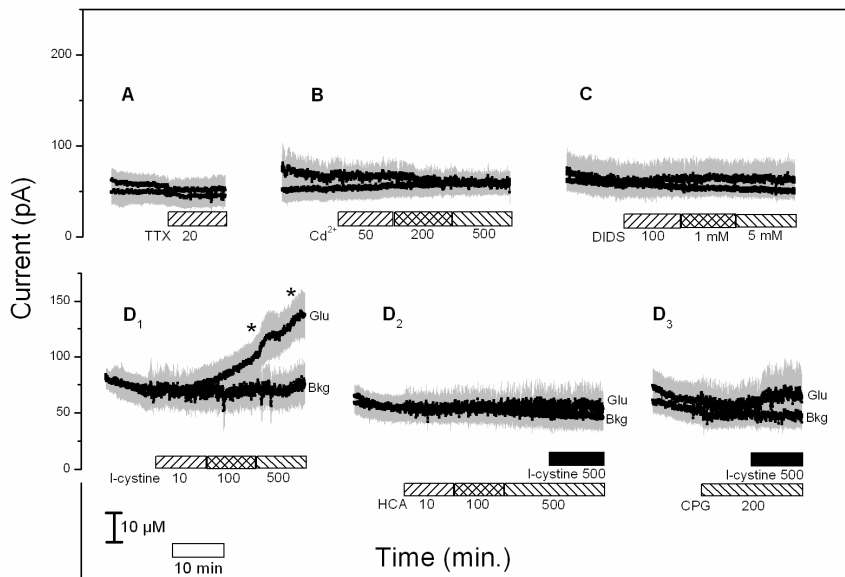 Current (pA)
200
150
100
50
0
A
B
C
TTX 20
Cd2+ 50 200 500
DIDS 100 1 mM 5 mM
150
100
50
0
D1
*
*
Glu
Bkg
D2
Glu
Bkg
D3
Glu
Bkg
l-cystine 10 100 500
l-cystine 500
HCA 10 100 500
l-cystine 500
CPG 200
10 µM
10 min
Time (min.)